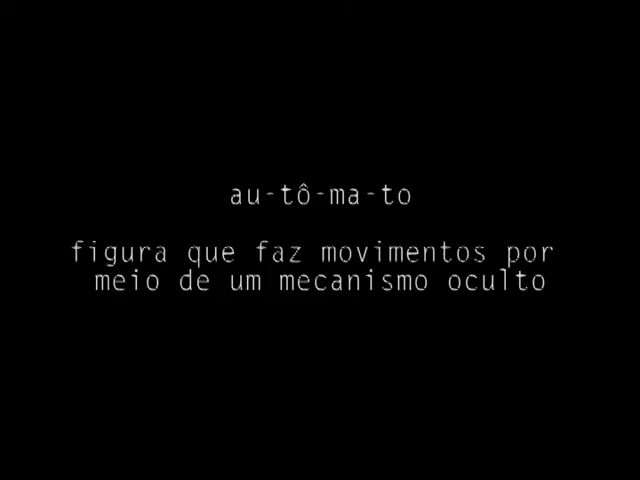 au-tô-ma-to
figura que faz movimentos por
meio de um mecanismo oculto